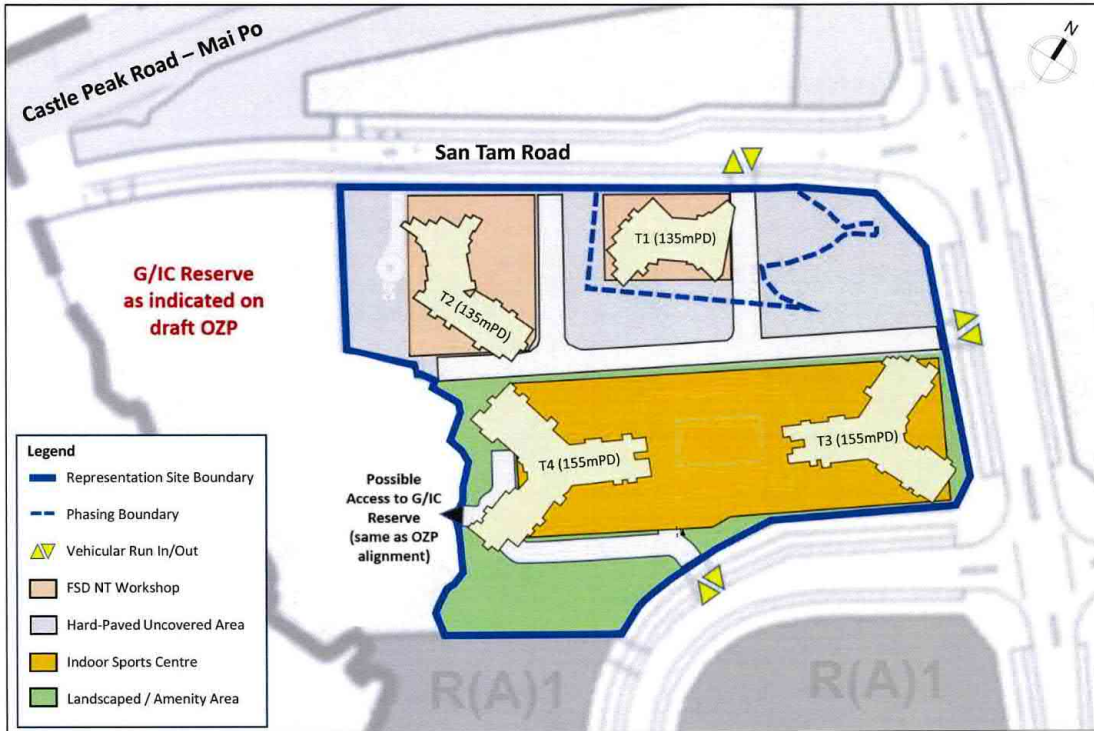 Castle Peak Road – Mai Po
N
San Tam Road
T1 (135mPD)
T2 (135mPD)
G/IC Reserve
as indicated on
draft OZP
T3 (155mPD)
T4 (155mPD)
Possible
Access to G/IC
Reserve
(same as OZP
alignment)
Legend
Representation Site Boundary
Phasing Boundary
Vehicular Run In/Out
FSD NT Workshop
Hard-Paved Uncovered Area
Indoor Sports Centre
Landscaped / Amenity Area
R(A)1
R(A)1